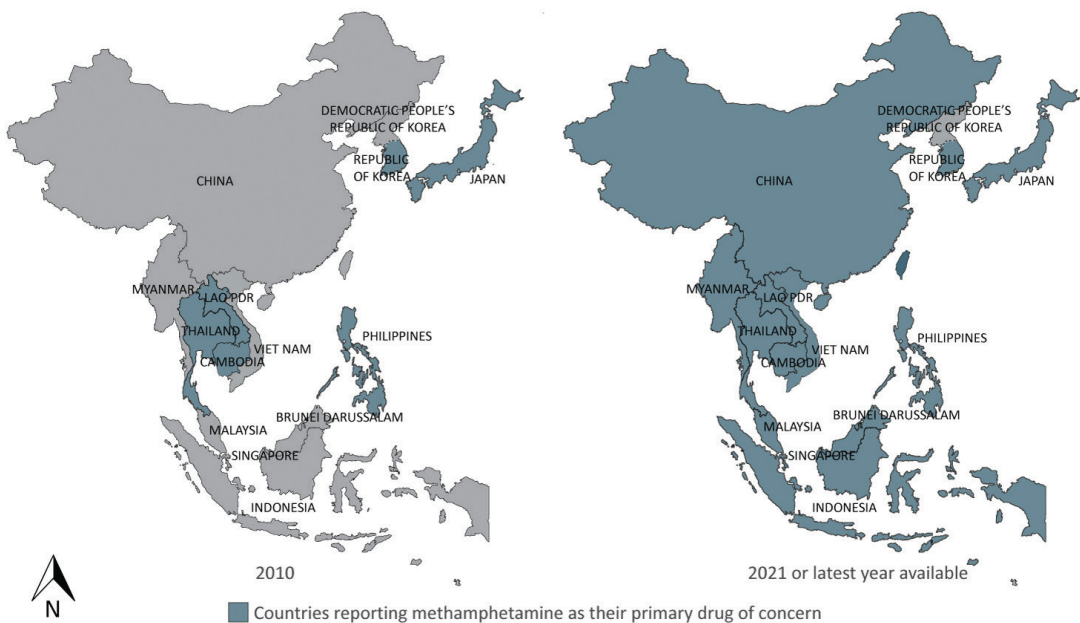 DEMOCRATIC PEOPLE'S
REPUBLIC OF KOREA
REPUBLIC
OF KOREA
JAPAN
CHINA
MYANMAR
LAO PDR
THAILAND
VIET NAM
CAMBODIA
PHILIPPINES
BRUNEI DARUSSALAM
MALAYSIA
SINGAPORE
INDONESIA
2010
N
DEMOCRATIC PEOPLE'S
REPUBLIC OF KOREA
REPUBLIC
OF KOREA
JAPAN
CHINA
MYANMAR
LAO PDR
THAILAND
VIET NAM
CAMBODIA
PHILIPPINES
BRUNEI DARUSSALAM
MALAYSIA
SINGAPORE
INDONESIA
2021 or latest year available
Countries reporting methamphetamine as their primary drug of concern